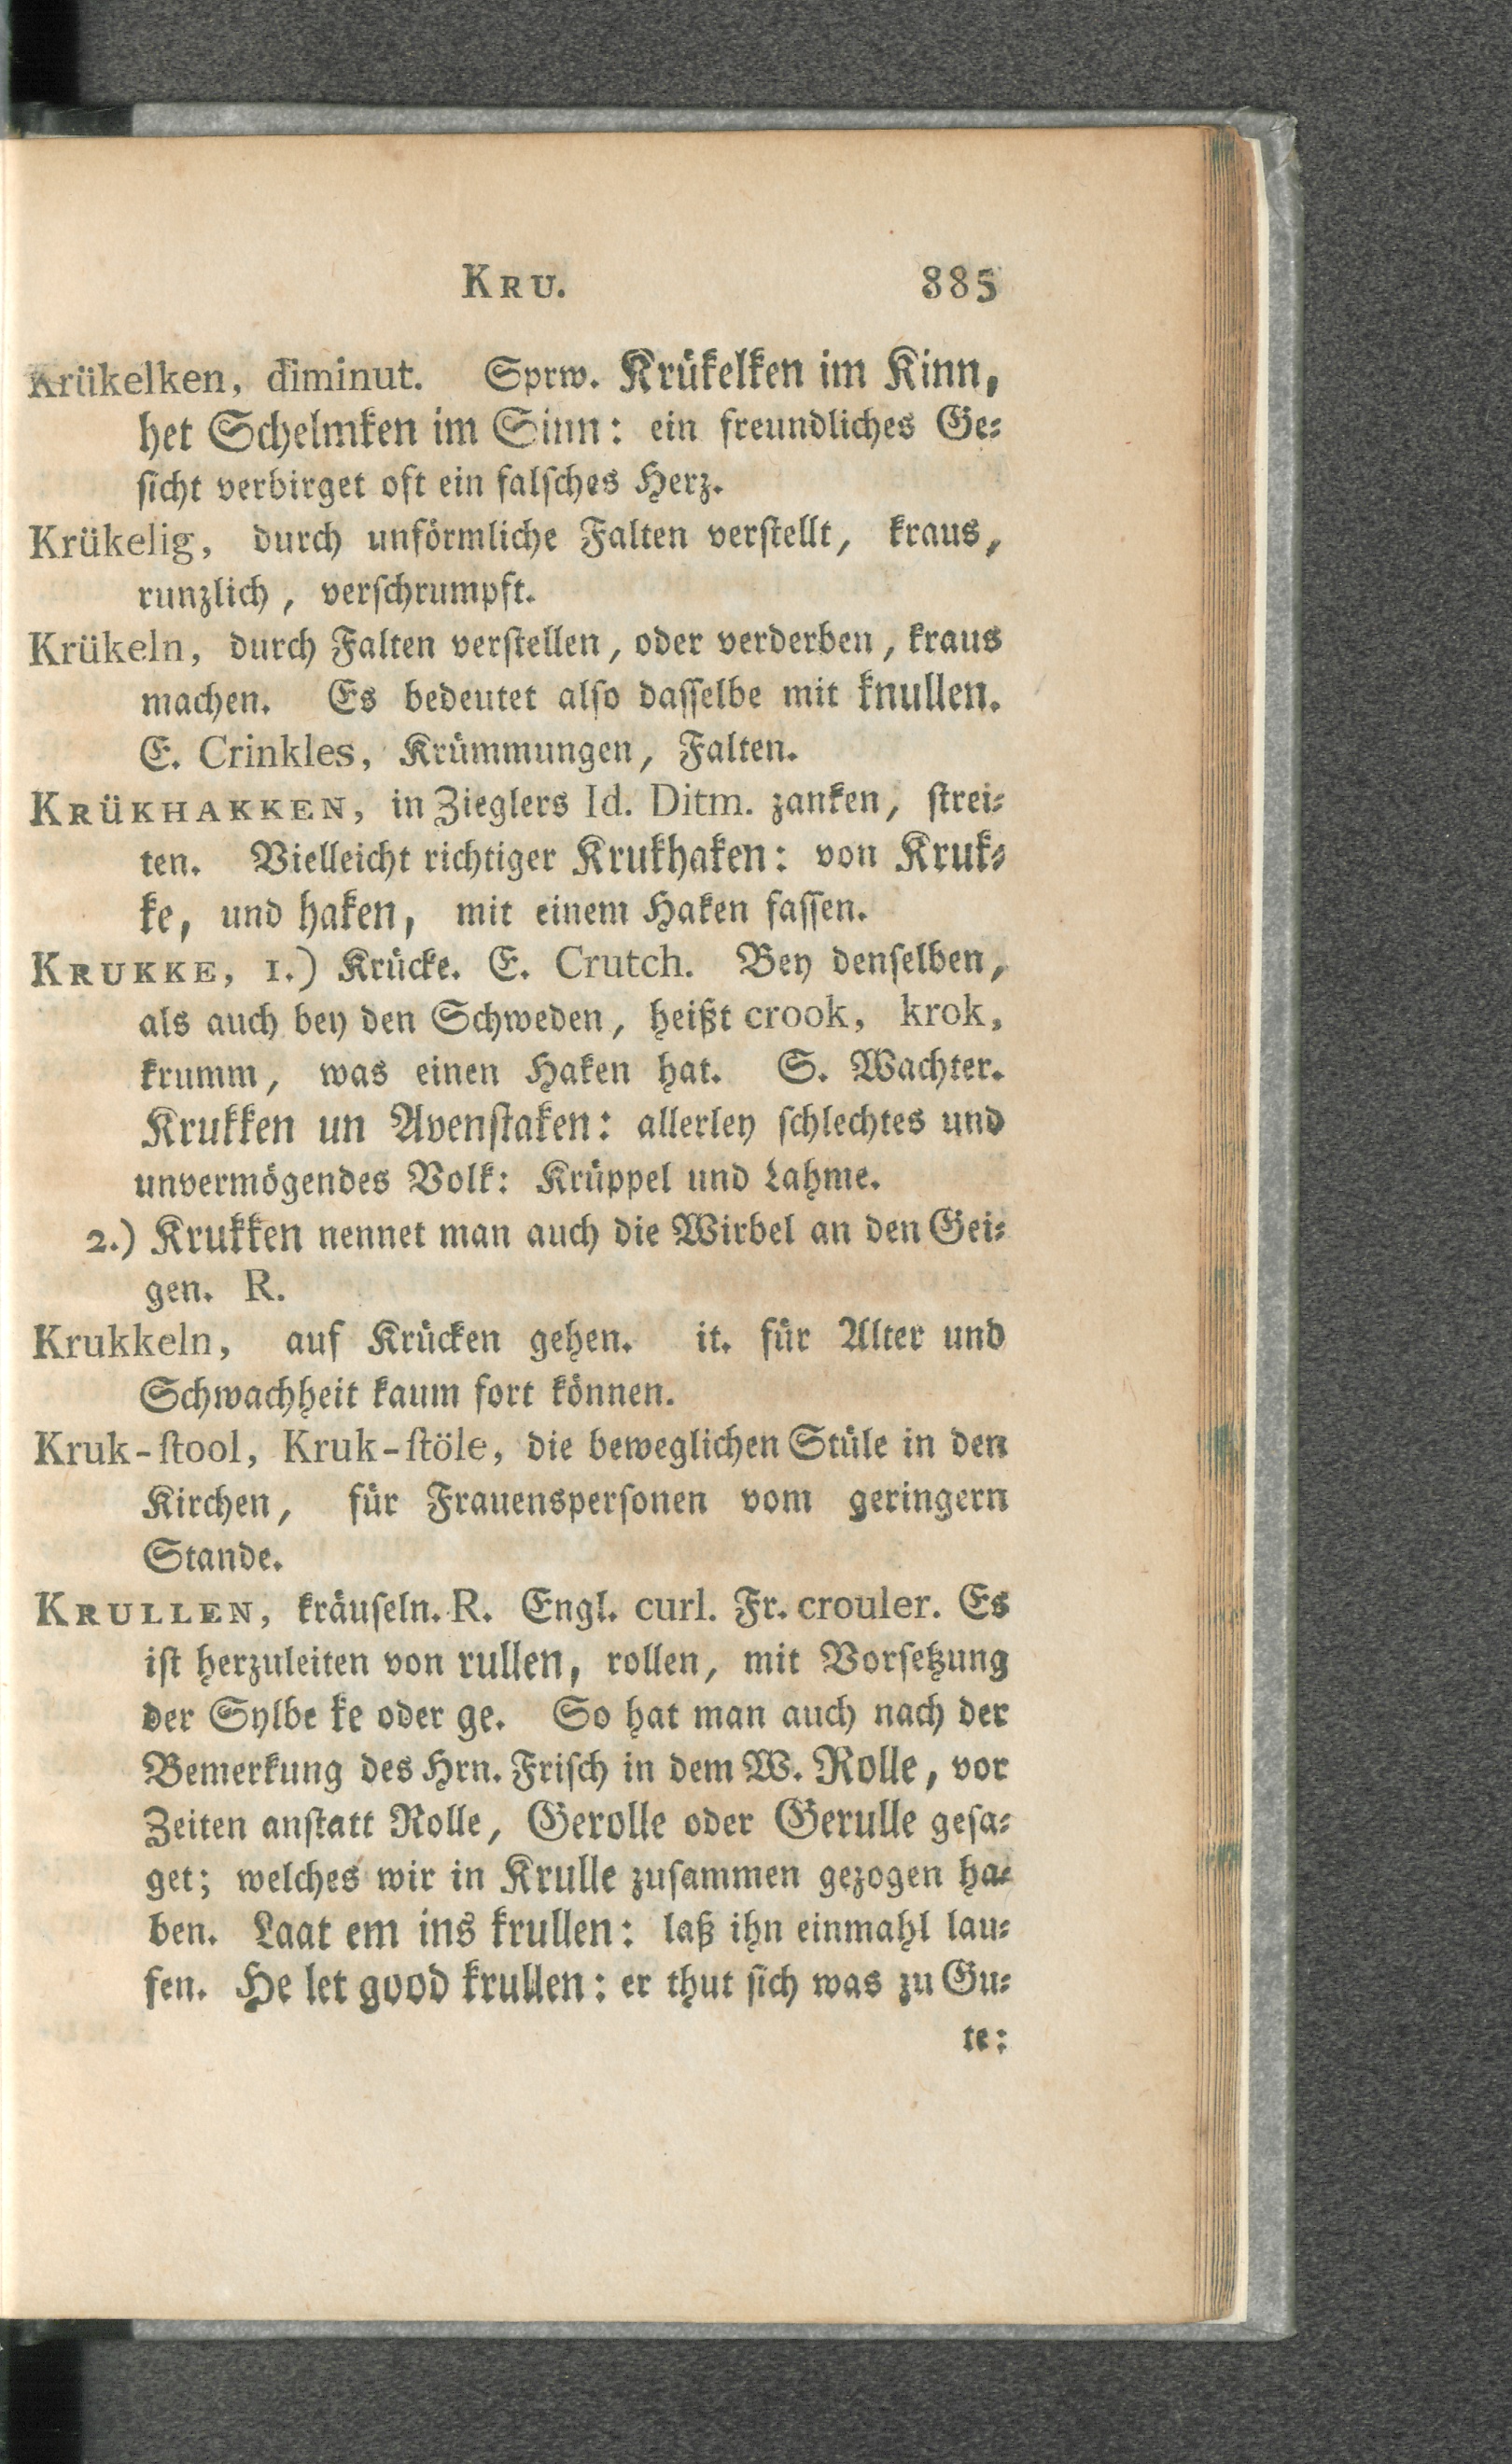 KRU. 885
Krükelken, diminut. Sprw. Krükelken im Kinn,
het Schelmken im Sinn: ein freundliches Ge-
sicht verbirget oft ein falsches Herz.
Krükelig, durch unförmliche Falten verstellt, kraus,
runzlich, verschrumpft.
Krükeln, durch Falten verstellen, oder verderben, kraus
machen. Es bedeutet also dasselbe mit knullen.
E. Crinkles, Krümmungen, Falten.
KRÜKHAKKEN, in Zieglers Id. Ditm. zanken, strei-
ten. Vielleicht richtiger Krukhaken: von Kruk-
ke, und haken, mit einem Haken fassen.
KRUKKE, 1.) Krücke. E. Crutch. Bey denselben,
als auch bey den Schweden, heißt crook, krok,
krumm, was einen Haken hat. S. Wachter.
Krukken un Avenstaken: allerley schlechtes und
unvermögendes Volk: Krüppel und Lahme.
2.) Krukken nennet man auch die Wirbel an den Gei-
gen. R.
Krukkeln, auf Krücken gehen. it. für Alter und
Schwachheit kaum fort können.
Kruk-stool, Kruk-stöle, die beweglichen Stüle in den
Kirchen, für Frauenspersonen vom geringern
Stande.
KRULLEN, kräuseln. R. Engl. curl. Fr. crouler. Es
ist herzuleiten von rullen, rollen, mit Vorsetzung
der Sylbe ke oder ge. So hat man auch nach der
Bemerkung des Hrn. Frisch in dem W. Rolle, vor
Zeiten anstatt Rolle, Gerolle oder Gerulle gesa-
get; welches wir in Krulle zusammen gezogen ha-
ben. Laat em ins krullen: laß ihn einmahl lau-
fen. He let good krullen: er thut sich was zu Gu-
te: